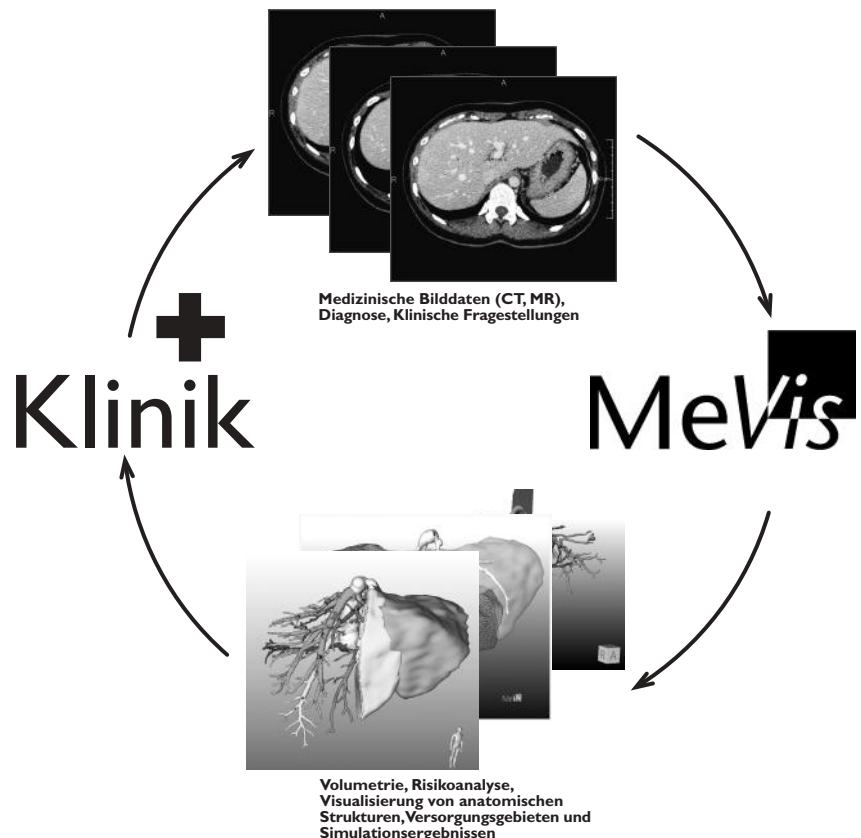 A
A
A
R
R
R
Medizinische Bilddaten (CT, MR),
Diagnose, Klinische Fragestellungen
Klinik
MeVis
R A
Volumetrie, Risikoanalyse,
Visualisierung von anatomischen
Strukturen, Versorgungsgebieten und
Simulationsergebnissen